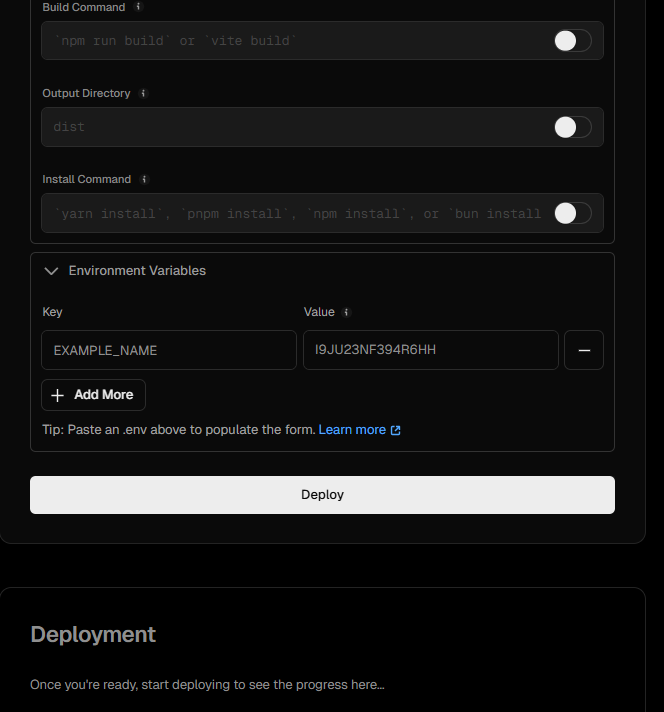 Build Command
`npm run build` or `vite build`
Output Directory
dist
Install Command
`yarn install`, `pnpm install`, `npm install`, or `bun install
Environment Variables
Key Value
EXAMPLE_NAME I9JU23NF394R6HH
Add More
Tip: Paste an .env above to populate the form. Learn more
Deploy
Deployment
Once you're ready, start deploying to see the progress here...